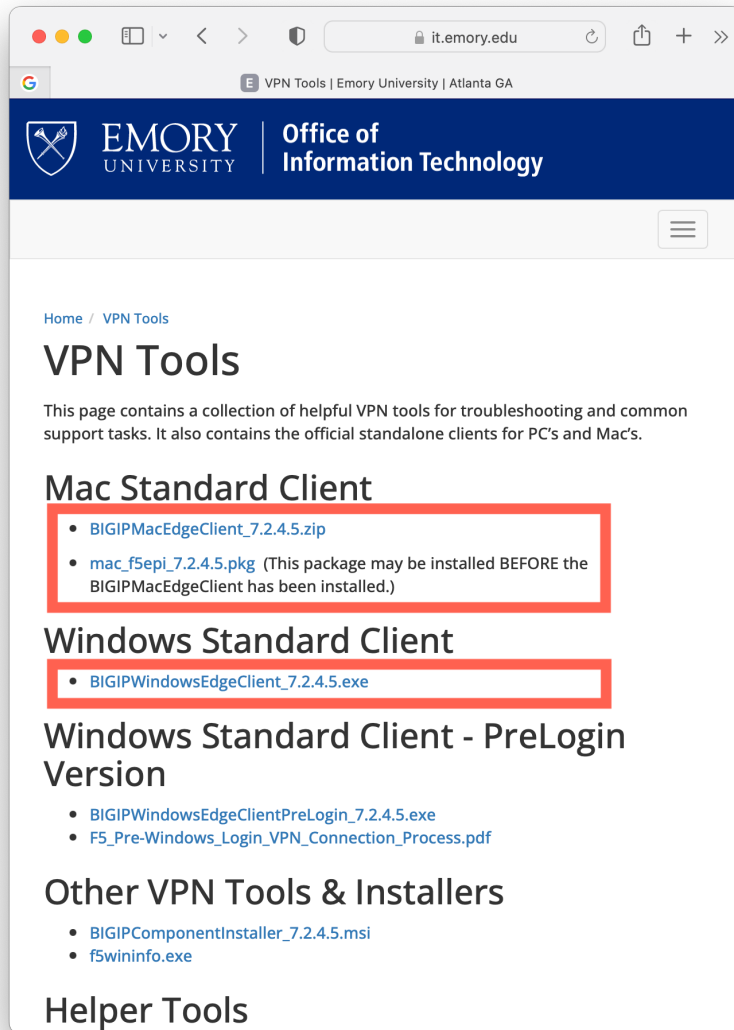 it.emory.edu
G
E VPN Tools | Emory University | Atlanta GA
EMORY
UNIVERSITY
Office of
Information Technology
Home / VPN Tools
VPN Tools
This page contains a collection of helpful VPN tools for troubleshooting and common
support tasks. It also contains the official standalone clients for PC's and Mac's.
Mac Standard Client
• BIGIPMacEdgeClient_7.2.4.5.zip
• mac_f5epi_7.2.4.5.pkg (This package may be installed BEFORE the
BIGIPMacEdgeClient has been installed.)
Windows Standard Client
• BIGIPWindowsEdgeClient_7.2.4.5.exe
Windows Standard Client - PreLogin
Version
• BIGIPWindowsEdgeClientPreLogin_7.2.4.5.exe
• F5_Pre-Windows_Login_VPN_Connection_Process.pdf
Other VPN Tools & Installers
• BIGIPComponentInstaller_7.2.4.5.msi
• f5wininfo.exe
Helper Tools